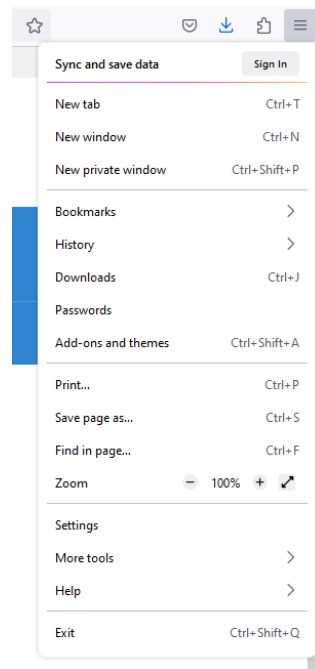 Sync and save data Sign In
New tab Ctrl+T
New window Ctrl+N
New private window Ctrl+Shift+P
Bookmarks
History
Downloads Ctrl+J
Passwords
Add-ons and themes Ctrl+Shift+A
Print... Ctrl+P
Save page as... Ctrl+S
Find in page... Ctrl+F
Zoom − 100% +
Settings
More tools
Help
Exit Ctrl+Shift+Q